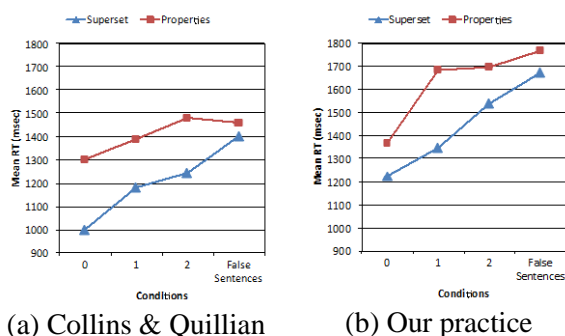 Superset Properties
1800
1700
1600
1500
1400
1300
1200
1100
1000
900
Mean RT (msec)
0 1 2 False
Sentences
Conditions
(a) Collins & Quillian
Superset Properties
1800
1700
1600
1500
1400
1300
1200
1100
1000
900
Mean RT (msec)
0 1 2 False
Sentences
Conditions
(b) Our practice